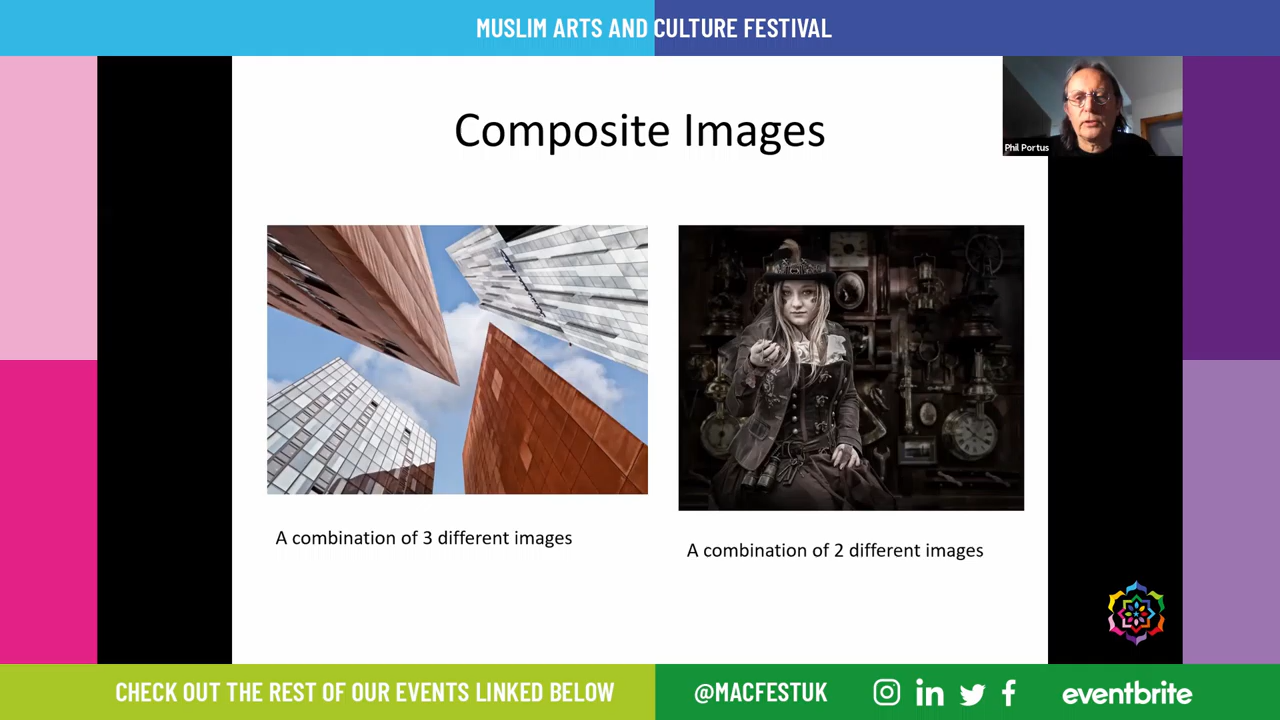 MUSLIM ARTS AND CULTURE FESTIVAL
Composite Images
Phil Portus
A combination of 3 different images
A combination of 2 different images
CHECK OUT THE REST OF OUR EVENTS LINKED BELOW
@MACFESTUK
eventbrite